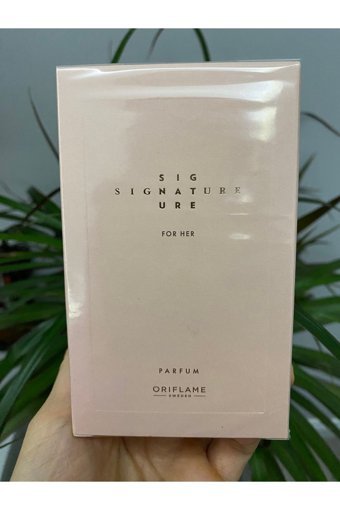 SIG
SIGNATURE
URE
FOR HER
PARFUM
ORIFLAME
SWEDEN